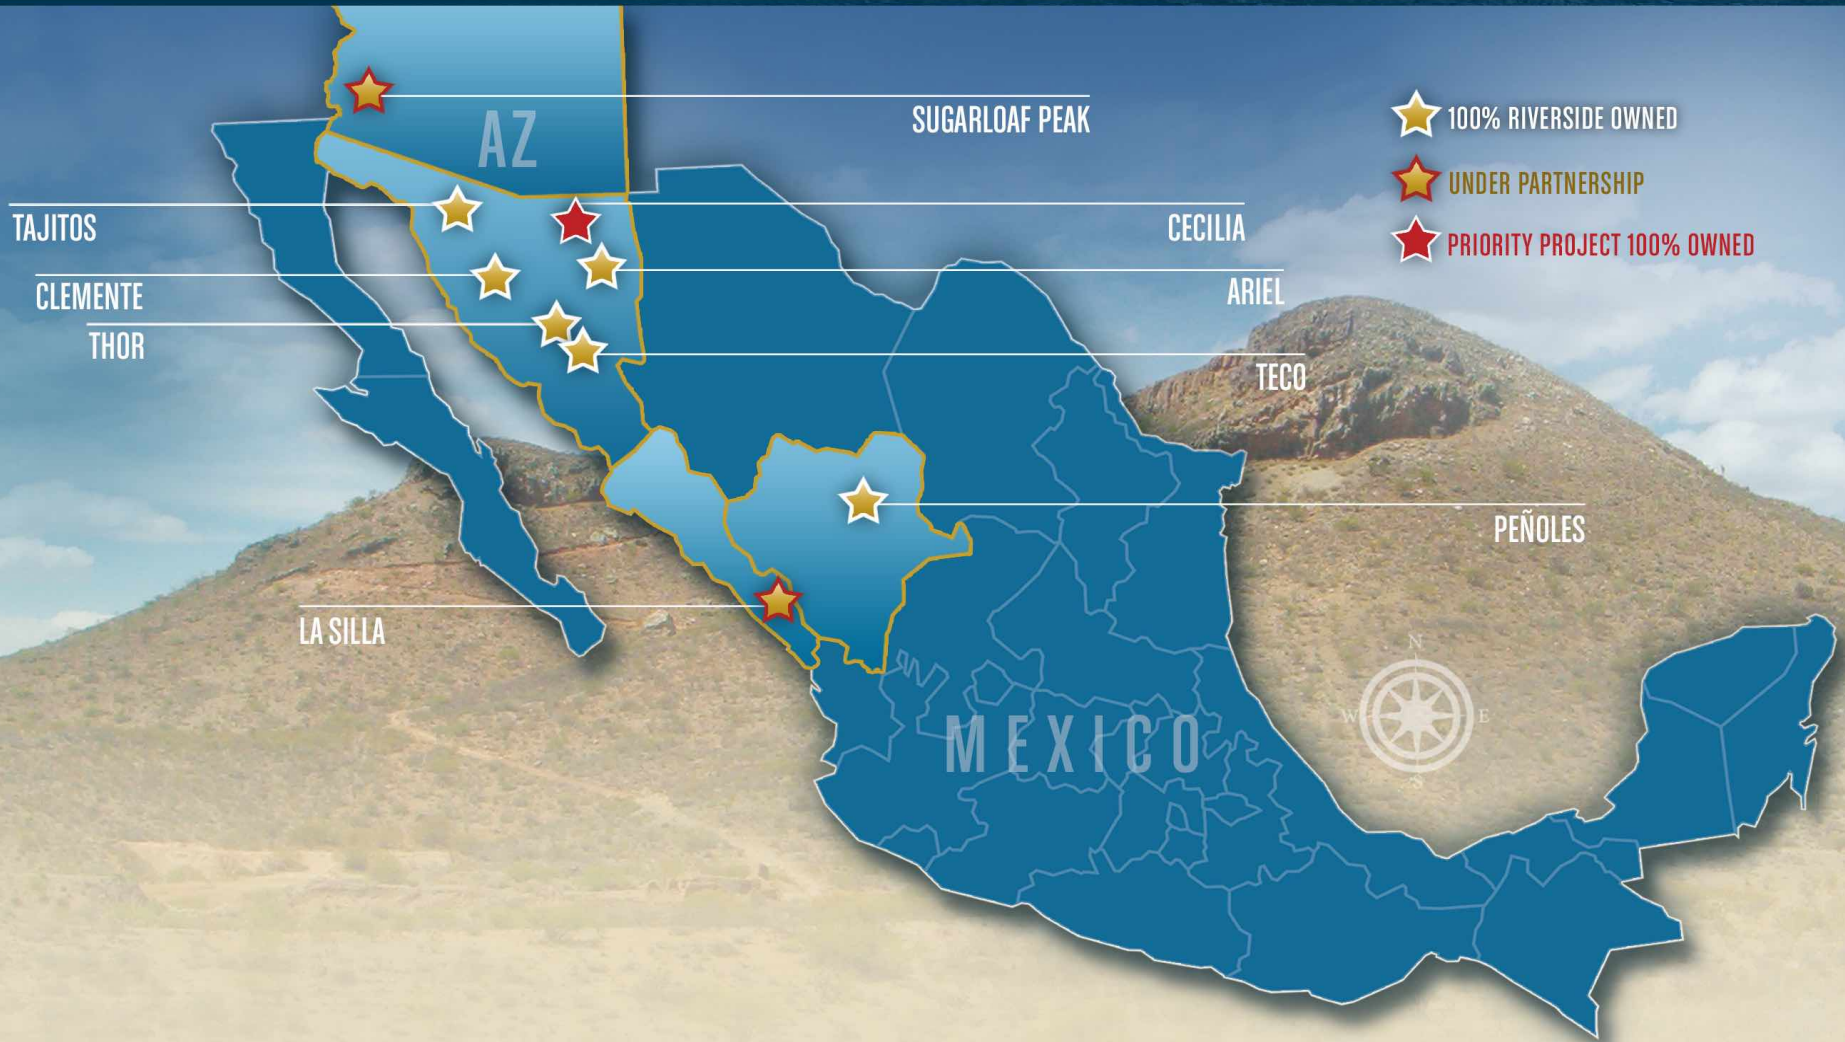 AZ
SUGARLOAF PEAK
100% RIVERSIDE OWNED
UNDER PARTNERSHIP
PRIORITY PROJECT 100% OWNED
TAJITOS
CECILIA
CLEMENTE
ARIEL
THOR
TECO
PEÑOLES
LA SILLA
MEXICO
N
W
E
S